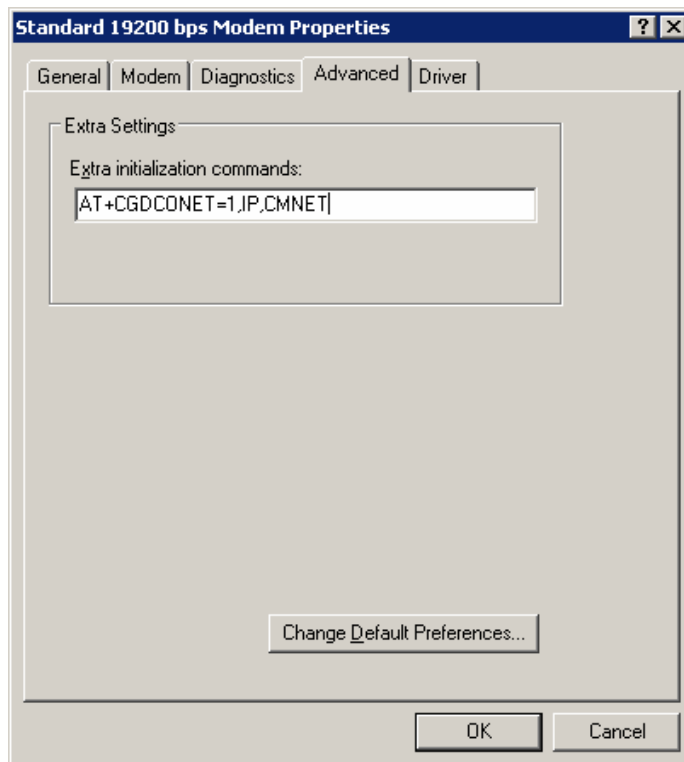 Standard 19200 bps Modem Properties
General Modem Diagnostics Advanced Driver
Extra Settings
Extra initialization commands:
AT+CGDCONET=1,IP,CMNET
Change Default Preferences...
OK Cancel